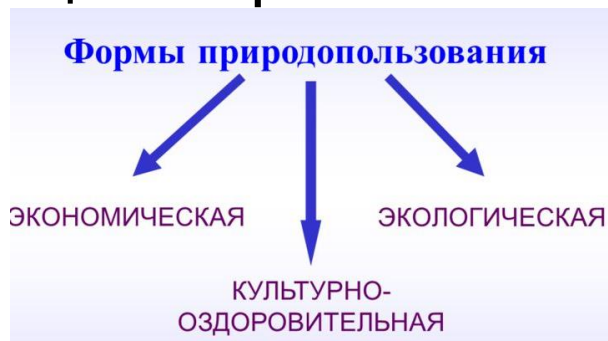 Формы природопользования
ЭКОНОМИЧЕСКАЯ
ЭКОЛОГИЧЕСКАЯ
КУЛЬТУРНО-
ОЗДОРОВИТЕЛЬНАЯ